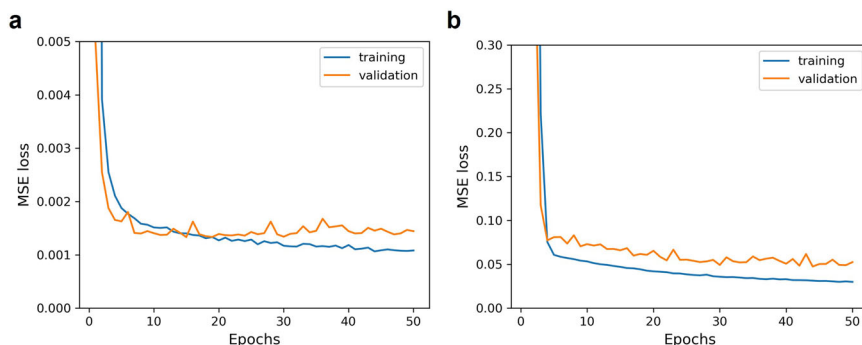 a
0.005
0.004
0.003
0.002
0.001
0.000
MSE loss
training
validation
0 10 20 30 40 50
Epochs
b
0.30
0.25
0.20
0.15
0.10
0.05
0.00
MSE loss
training
validation
0 10 20 30 40 50
Epochs